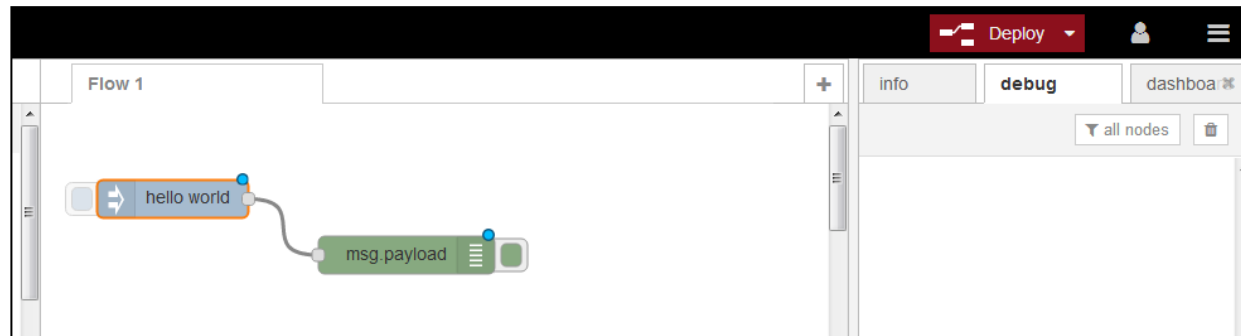 Deploy
Flow 1
+
info
debug
dashboa
all nodes
hello world
msg.payload